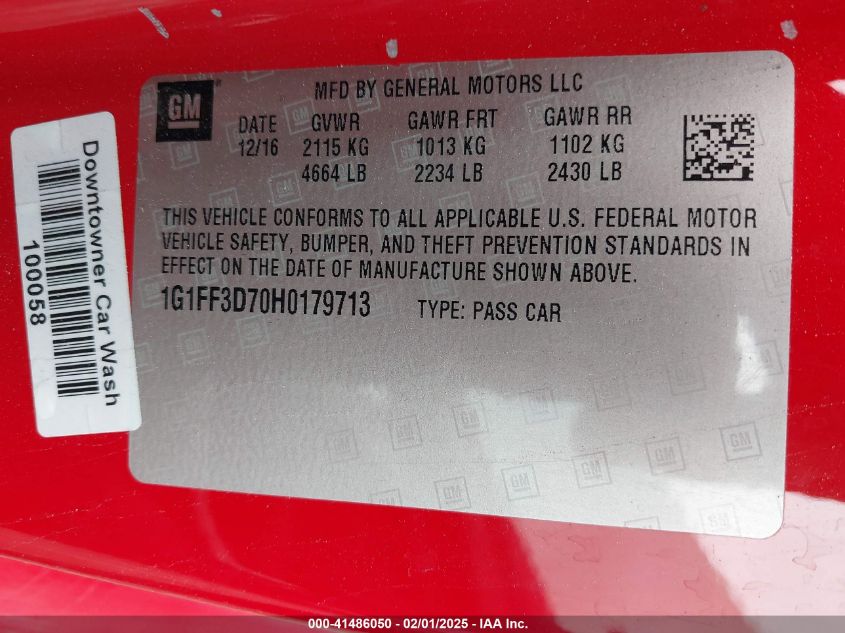 GM
MFD BY GENERAL MOTORS LLC
DATE GVWR GAWR FRT GAWR RR
12/16 2115 KG 1013 KG 1102 KG
4664 LB 2234 LB 2430 LB
THIS VEHICLE CONFORMS TO ALL APPLICABLE U.S. FEDERAL MOTOR
VEHICLE SAFETY, BUMPER, AND THEFT PREVENTION STANDARDS IN
EFFECT ON THE DATE OF MANUFACTURE SHOWN ABOVE.
1G1FF3D70H0179713 TYPE: PASS CAR
Downtowner Car Wash
100058
000-41486050 - 02/01/2025 - IAA Inc.